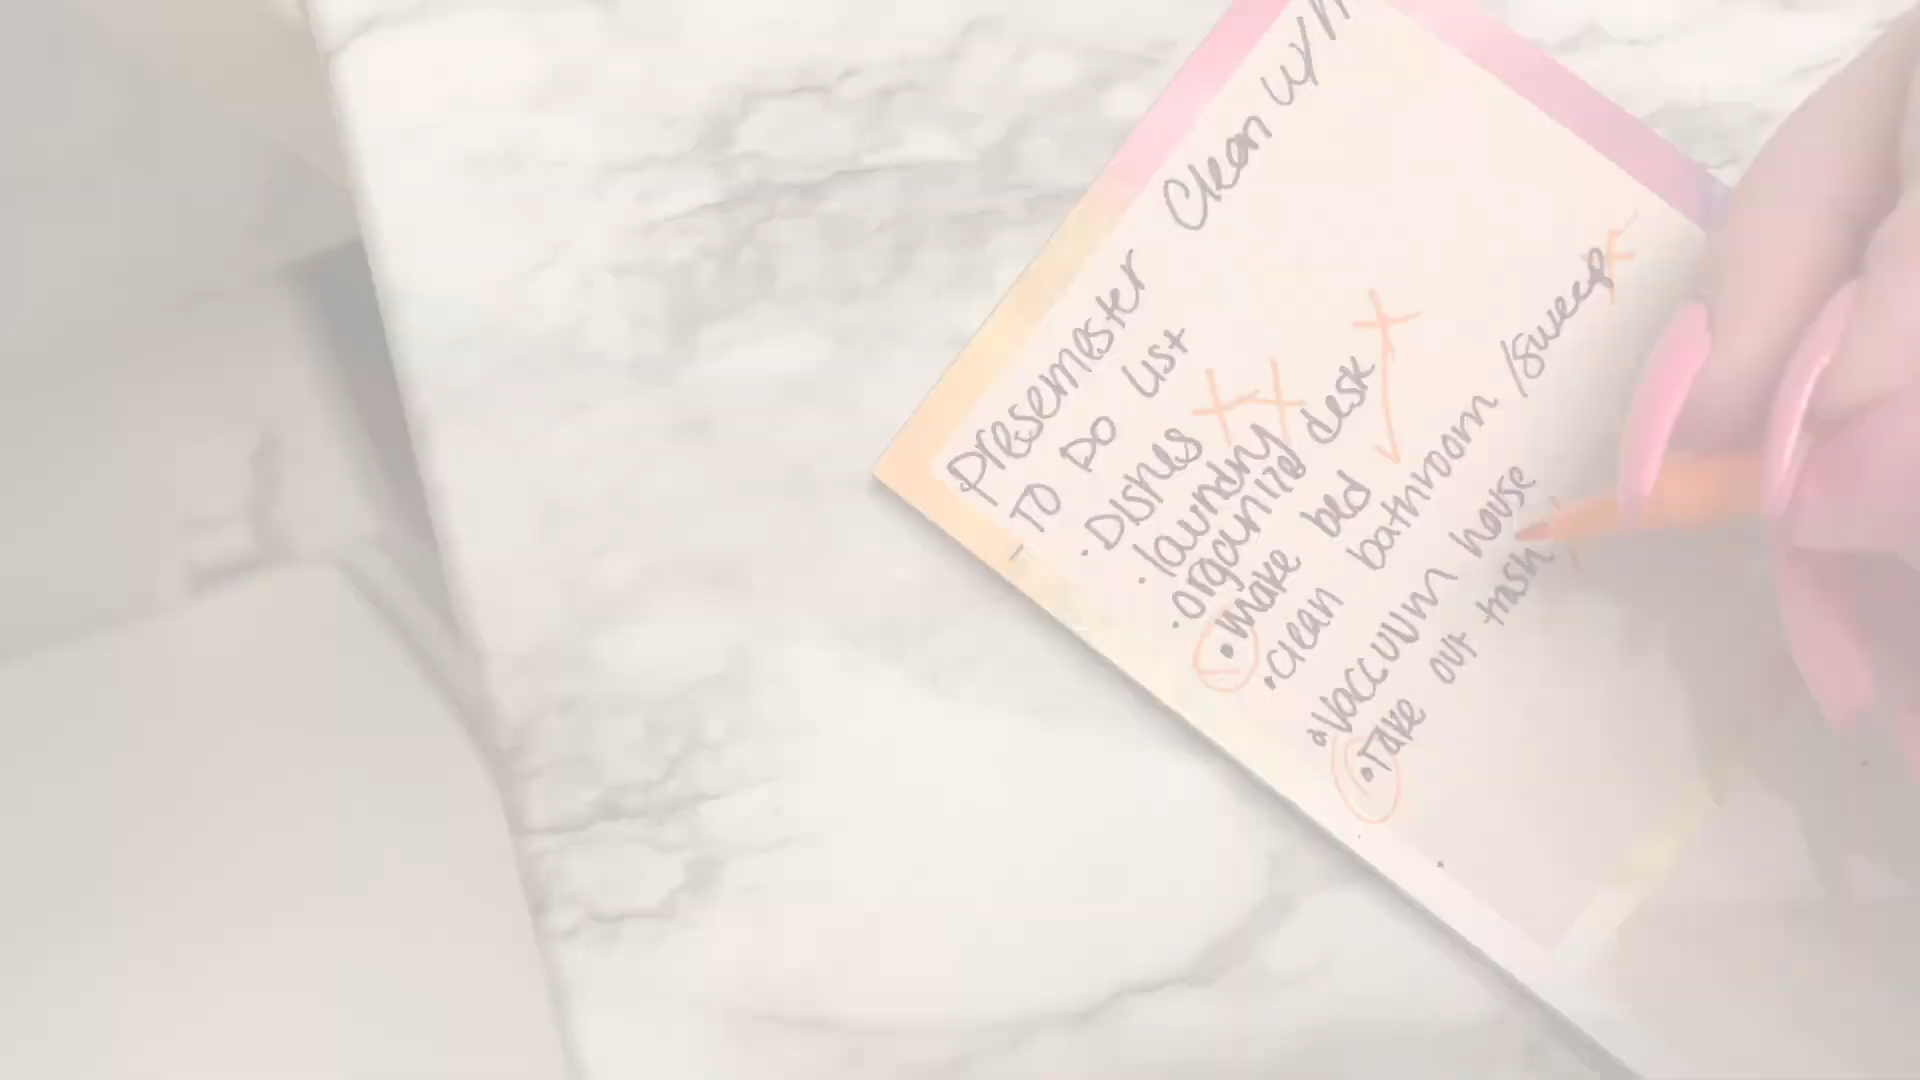 Presemester Clean w/
TO DO LIST
• Dishes
• laundry
• organize desk
• Make bed
• Clean bathroom /sweep
• Vaccuum house
• Take out trash